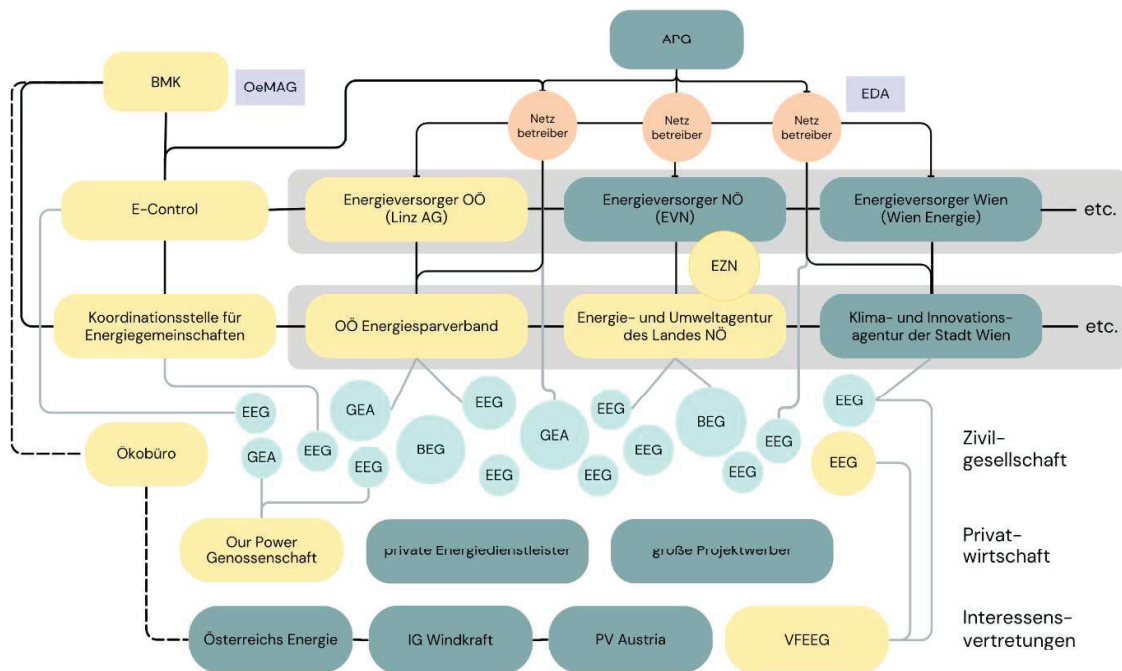 APG
BMK
OeMAG
EDA
Netz
betreiber
Netz
betreiber
Netz
betreiber
E-Control
Energieversorger OÖ
(Linz AG)
Energieversorger NÖ
(EVN)
Energieversorger Wien
(Wien Energie)
etc.
EZN
Koordinationsstelle für
Energiegemeinschaften
OÖ Energiesparverband
Energie- und Umweltagentur
des Landes NÖ
Klima- und Innovations-
agentur der Stadt Wien
etc.
EEG
GEA
EEG
EEG
EEG
GEA
EEG
BEG
EEG
GEA
EEG
EEG
EEG
BEG
EEG
EEG
EEG
EEG
Zivil-
gesellschaft
Ökobüro
Our Power
Genossenschaft
private Energiedienstleister
große Projektwerber
Privat-
wirtschaft
Österreichs Energie
IG Windkraft
PV Austria
VFEEG
Interessens-
vertretungen